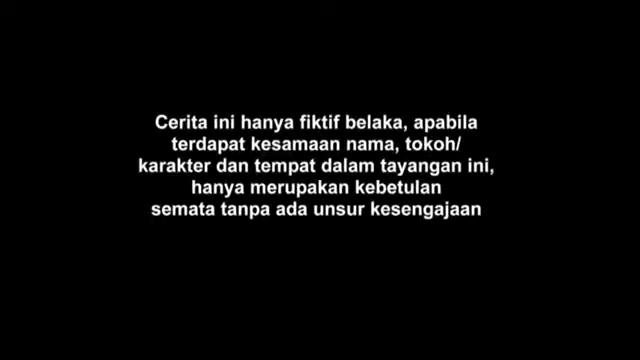 Cerita ini hanya fiktif belaka, apabila
terdapat kesamaan nama, tokoh/
karakter dan tempat dalam tayangan ini,
hanya merupakan kebetulan
semata tanpa ada unsur kesengajaan